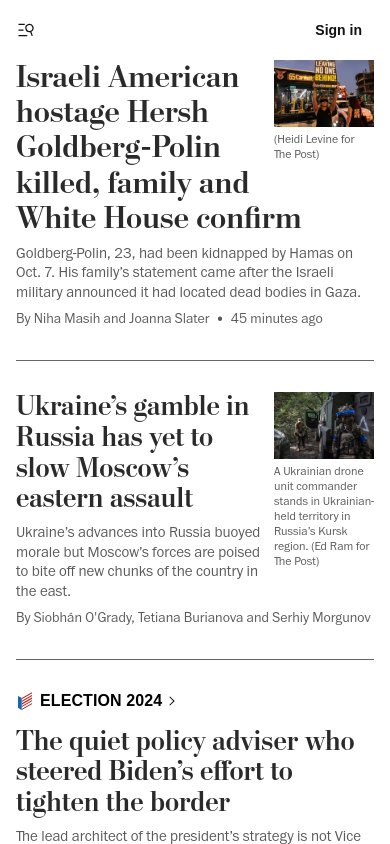 Sign in
Israeli American
hostage Hersh
Goldberg-Polin
killed, family and
White House confirm
LEAVING
NO ONE
BEHIND!
(Heidi Levine for
The Post)
Goldberg-Polin, 23, had been kidnapped by Hamas on
Oct. 7. His family’s statement came after the Israeli
military announced it had located dead bodies in Gaza.
By Niha Masih and Joanna Slater • 45 minutes ago
Ukraine’s gamble in
Russia has yet to
slow Moscow’s
eastern assault
A Ukrainian drone
unit commander
stands in Ukrainian-
held territory in
Russia’s Kursk
region. (Ed Ram for
The Post)
Ukraine’s advances into Russia buoyed
morale but Moscow’s forces are poised
to bite off new chunks of the country in
the east.
By Siobhán O'Grady, Tetiana Burianova and Serhiy Morgunov
ELECTION 2024
The quiet policy adviser who
steered Biden’s effort to
tighten the border
The lead architect of the president’s strategy is not Vice